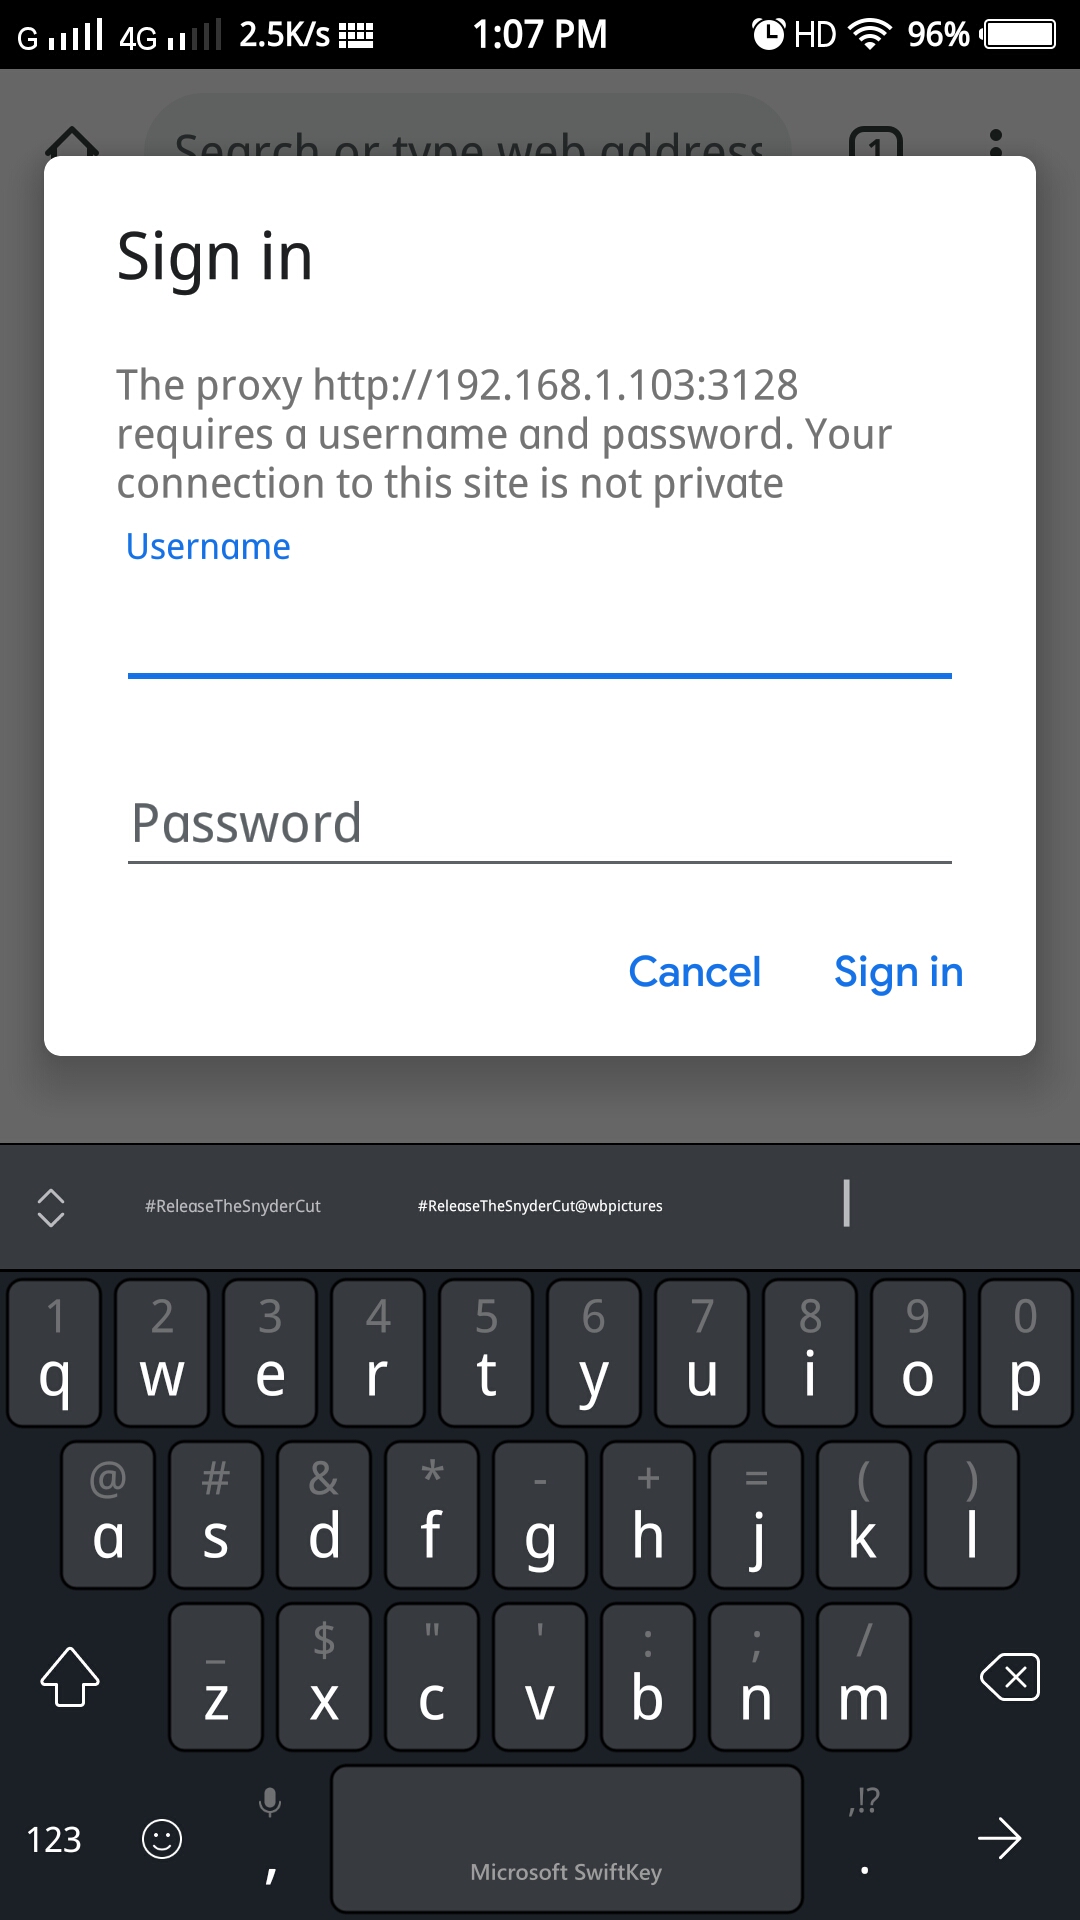 G 4G 2.5K/s 1:07 PM HD 96%
Search or type web address 1
Sign in
The proxy http://192.168.1.103:3128
requires a username and password. Your
connection to this site is not private
Username
Password
Cancel Sign in
#ReleaseTheSnyderCut #ReleaseTheSnyderCut@wbpictures |
1 2 3 4 5 6 7 8 9 0
q w e r t y u i o p
@ # & * - + = ( )
a s d f g h j k l
_ $ " ' : ; /
z x c v b n m
,!?
123 , Microsoft SwiftKey .